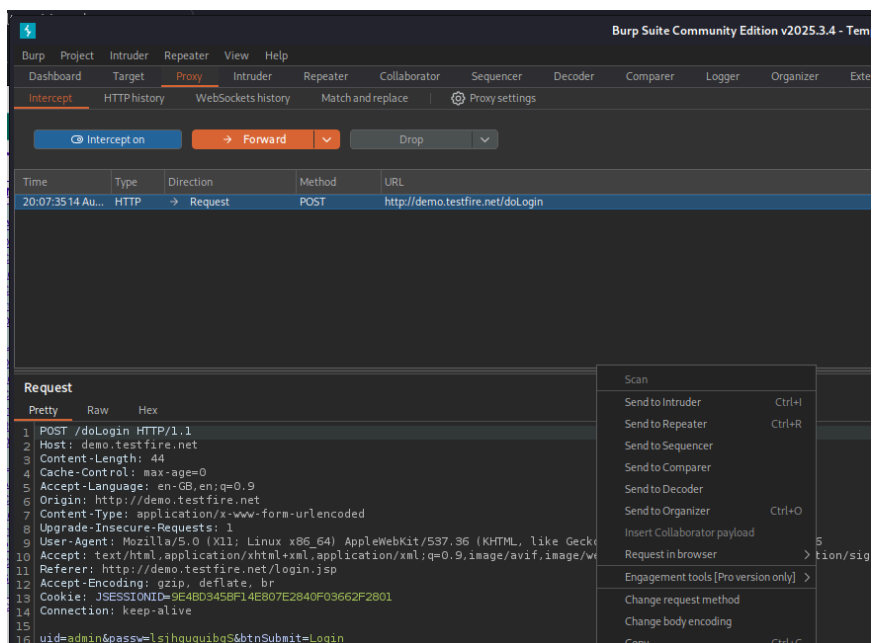 Burp Suite Community Edition v2025.3.4 - Tem
Burp Project Intruder Repeater View Help
Dashboard Target Proxy Intruder Repeater Collaborator Sequencer Decoder Comparer Logger Organizer Exte
Intercept HTTP history WebSockets history Match and replace Proxy settings
Intercept on Forward Drop
Time Type Direction Method URL
20:07:35 14 Au... HTTP → Request POST http://demo.testfire.net/doLogin
Request
Pretty Raw Hex
1 POST /doLogin HTTP/1.1
2 Host: demo.testfire.net
3 Content-Length: 44
4 Cache-Control: max-age=0
5 Accept-Language: en-GB,en;q=0.9
6 Origin: http://demo.testfire.net
7 Content-Type: application/x-www-form-urlencoded
8 Upgrade-Insecure-Requests: 1
9 User-Agent: Mozilla/5.0 (X11; Linux x86_64) AppleWebKit/537.36 (KHTML, like Gecko
10 Accept: text/html,application/xhtml+xml,application/xml;q=0.9,image/avif,image/we tion/sig
11 Referer: http://demo.testfire.net/login.jsp
12 Accept-Encoding: gzip, deflate, br
13 Cookie: JSESSIONID=9E4BD345BF14E807E2840F03662F2801
14 Connection: keep-alive
15
16 uid=admin&passw=lsjhguguibgS&btnSubmit=Login
Scan
Send to Intruder Ctrl+I
Send to Repeater Ctrl+R
Send to Sequencer
Send to Comparer
Send to Decoder
Send to Organizer Ctrl+O
Insert Collaborator payload
Request in browser
Engagement tools [Pro version only]
Change request method
Change body encoding
Copy Ctrl+C